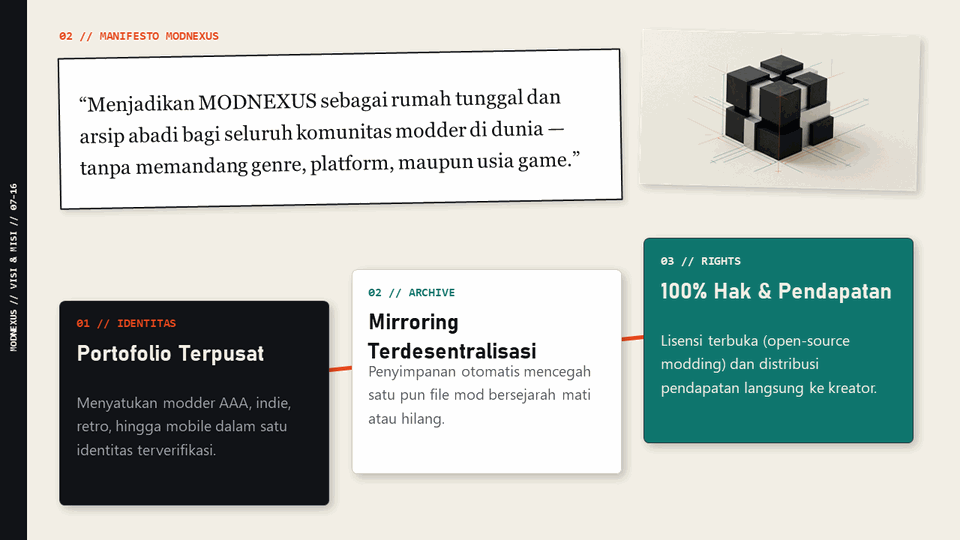 02 // MANIFESTO MODNEXUS
“Menjadikan MODNEXUS sebagai rumah tunggal dan
arsip abadi bagi seluruh komunitas modder di dunia —
tanpa memandang genre, platform, maupun usia game.”
MODNEXUS // VISI & MISI // 07-16
01 // IDENTITAS
Portofolio Terpusat
Menyatukan modder AAA, indie,
retro, hingga mobile dalam satu
identitas terverifikasi.
02 // ARCHIVE
Mirroring
Terdesentralisasi
Penyimpanan otomatis mencegah
satu pun file mod bersejarah mati
atau hilang.
03 // RIGHTS
100% Hak & Pendapatan
Lisensi terbuka (open-source
modding) dan distribusi
pendapatan langsung ke kreator.